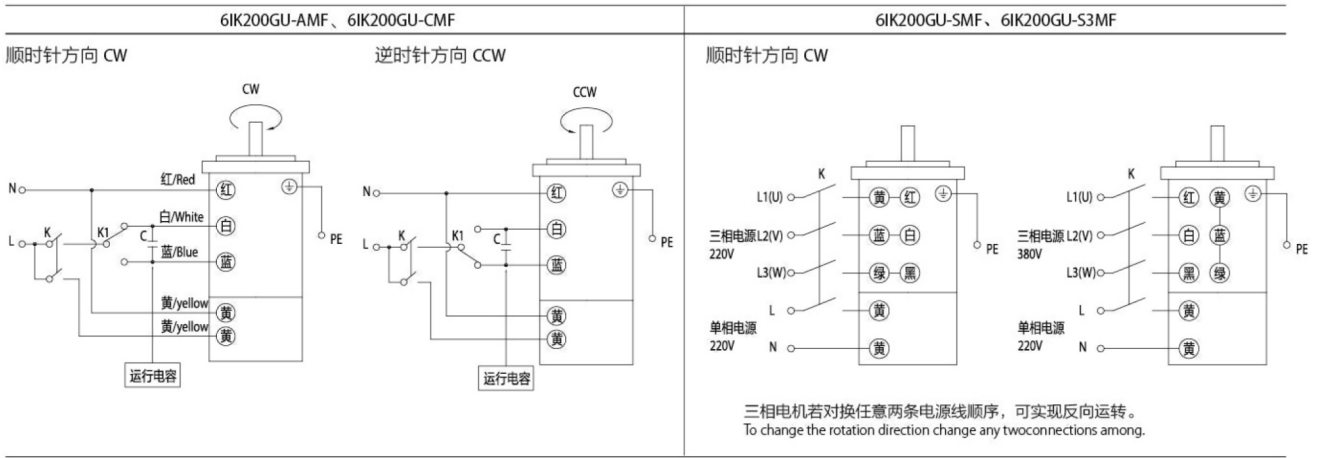 6IK200GU-AMF、6IK200GU-CMF
6IK200GU-SMF、6IK200GU-S3MF
顺时针方向 CW
逆时针方向 CCW
顺时针方向 CW
CW
N
红/Red
红
白/White
白
L
K
K1
C
蓝/Blue
蓝
PE
黄/yellow
黄
黄/yellow
黄
运行电容
CCW
N
红
白
L
K
K1
C
蓝
PE
黄
黄
运行电容
K
L1(U)
黄
红
三相电源
L2(V)
220V
蓝
白
PE
L3(W)
绿
黑
L
黄
单相电源
220V
N
黄
K
L1(U)
红
黄
三相电源
L2(V)
380V
白
蓝
PE
L3(W)
黑
绿
L
黄
单相电源
220V
N
黄
三相电机若对换任意两条电源线顺序，可实现反向运转。
To change the rotation direction change any twoconnections among.